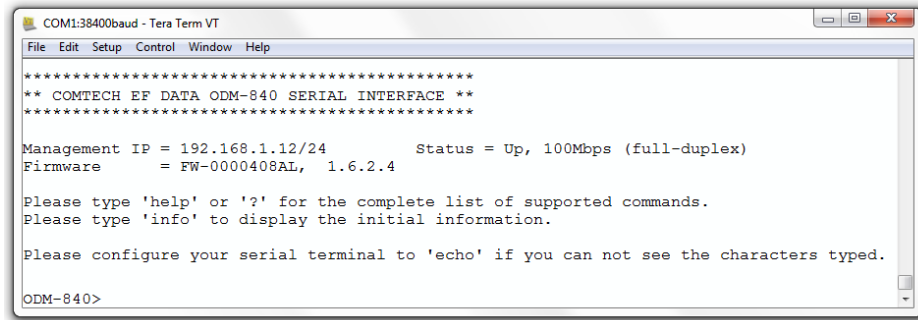 COM1:38400baud - Tera Term VT
File Edit Setup Control Window Help
***********************************************
** COMTECH EF DATA ODM-840 SERIAL INTERFACE **
***********************************************
Management IP = 192.168.1.12/24 Status = Up, 100Mbps (full-duplex)
Firmware = FW-0000408AL, 1.6.2.4
Please type 'help' or '?' for the complete list of supported commands.
Please type 'info' to display the initial information.
Please configure your serial terminal to 'echo' if you can not see the characters typed.
ODM-840>